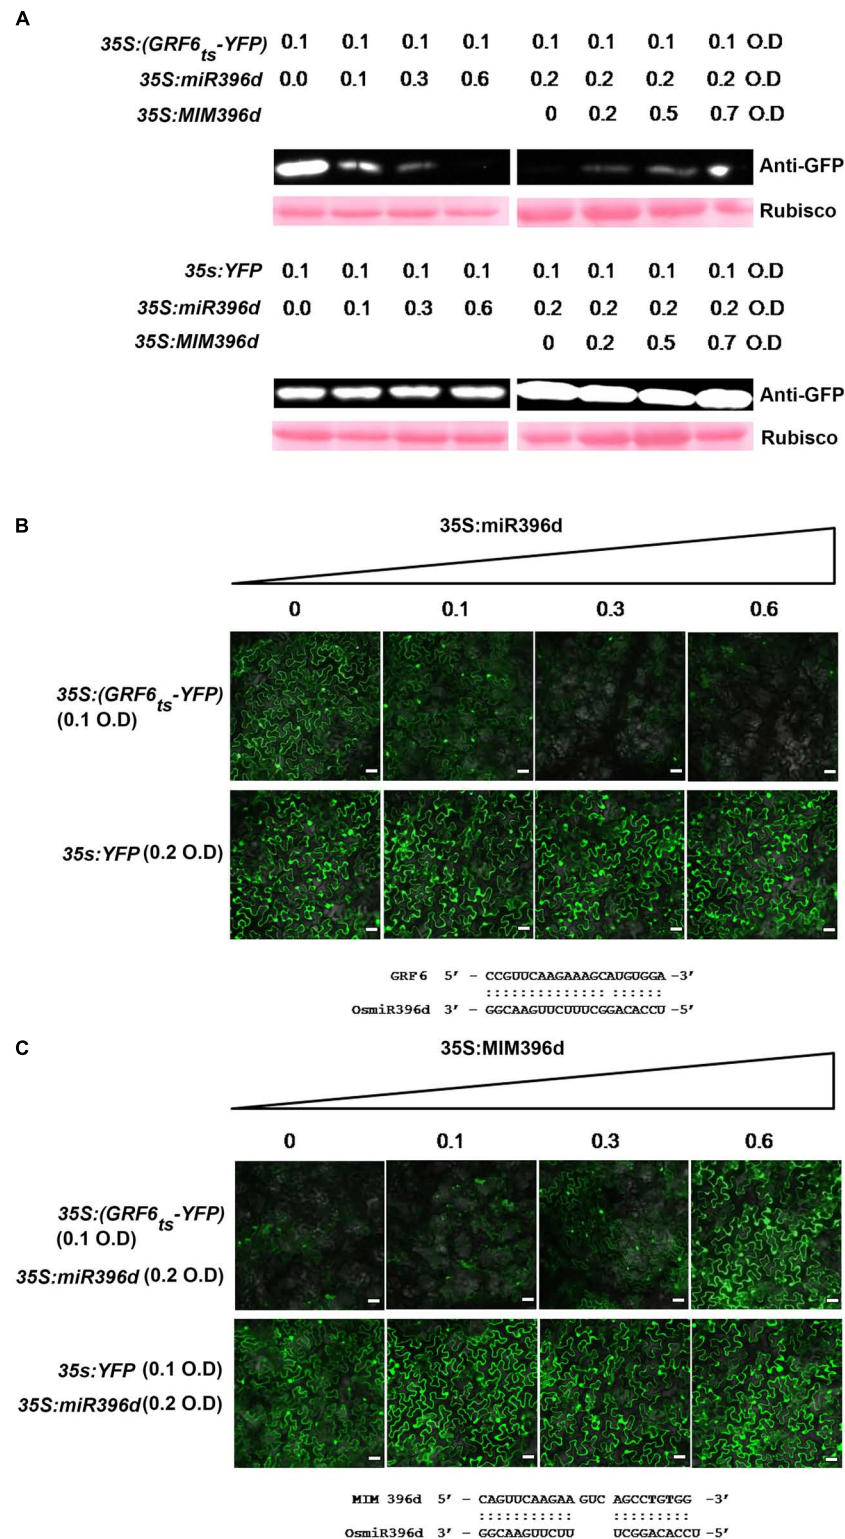 A
35S:(GRF6ts-YFP) 0.1 0.1 0.1 0.1 0.1 0.1 0.1 0.1 O.D
35S:miR396d 0.0 0.1 0.3 0.6 0.2 0.2 0.2 0.2 O.D
35S:MIM396d 0 0.2 0.5 0.7 O.D
Anti-GFP
Rubisco
35s:YFP 0.1 0.1 0.1 0.1 0.1 0.1 0.1 0.1 O.D
35S:miR396d 0.0 0.1 0.3 0.6 0.2 0.2 0.2 0.2 O.D
35S:MIM396d 0 0.2 0.5 0.7 O.D
Anti-GFP
Rubisco
B
35S:miR396d
0 0.1 0.3 0.6
35S:(GRF6ts-YFP)
(0.1 O.D)
35s:YFP (0.2 O.D)
GRF6 5′ - CCGUUCAAGAAAGCAUGUGGA -3′
::::::::::::::: ::::::
OsmiR396d 3′ - GGCAAGUUCUUUCGGACACCU -5′
C
35S:MIM396d
0 0.1 0.3 0.6
35S:(GRF6ts-YFP)
(0.1 O.D)
35S:miR396d (0.2 O.D)
35s:YFP (0.1 O.D)
35S:miR396d (0.2 O.D)
MIM 396d 5′ - CAGUUCAAGAA GUC AGCCTGTGG -3′
::::::::::: :::::::::
OsmiR396d 3′ - GGCAAGUUCUU UCGGACACCU -5′